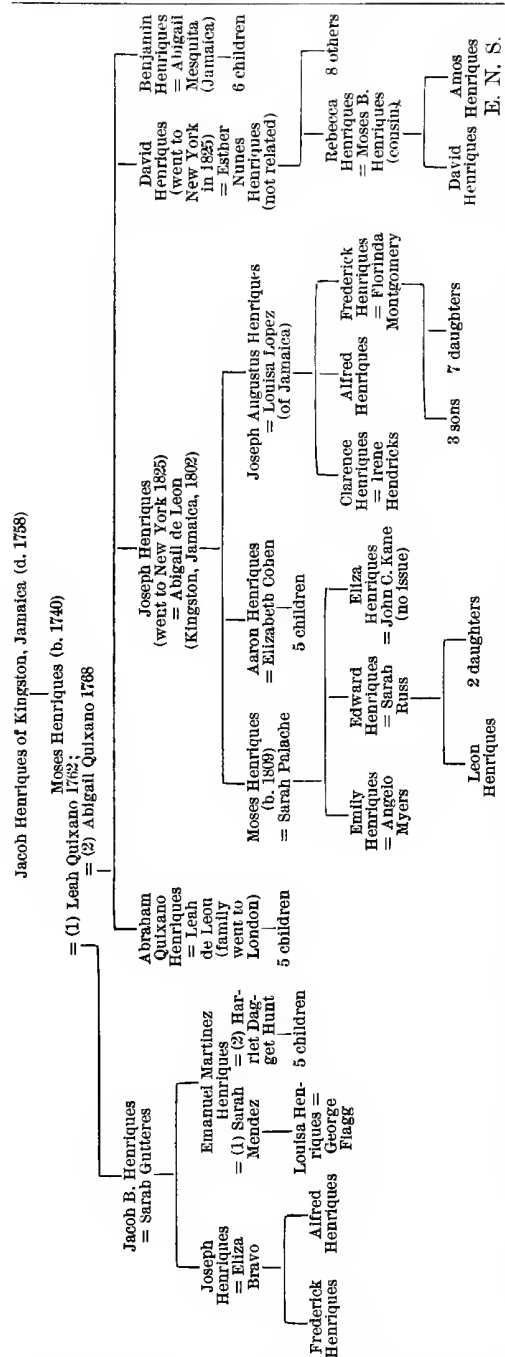 Jacob Henriques of Kingston, Jamaica (d. 1758)
Moses Henriques (b. 1740)
= (1) Leah Quixano 1762;
= (2) Abigail Quixano 1768
Jacob B. Henriques
= Sarah Gutteres
Joseph
Henriques
= Eliza
Bravo
Frederick
Henriques
Alfred
Henriques
Emanuel Martinez
Henriques
= (1) Sarah
Mendez
= (2) Har-
riet Dag-
get Hunt
Louisa Hen-
riques =
George
Flagg
5 children
Abraham
Quixano
Henriques
= Leah
de Leon
(family
went to
London)
5 children
Joseph Henriques
(went to New York 1825)
= Abigail de Leon
(Kingston, Jamaica, 1802)
Moses Henriques
(b. 1809)
= Sarah Palache
Emily
Henriques
= Angelo
Myers
Edward
Henriques
= Sarah
Russ
Leon
Henriques
2 daughters
Eliza
Henriques
= John C. Kane
(no issue)
Aaron Henriques
= Elizabeth Cohen
5 children
Joseph Augustus Henriques
= Louisa Lopez
(of Jamaica)
Clarence
Henriques
= Irene
Hendricks
Alfred
Henriques
Frederick
Henriques
= Florinda
Montgomery
3 sons
7 daughters
David
Henriques
(went to
New York
in 1825)
= Esther
Nunes
Henriques
(not related)
Rebecca
Henriques
= Moses B.
Henriques
(cousin)
David
Henriques
Amos
Henriques
8 others
Benjamin
Henriques
= Abigail
Mesquita
(Jamaica)
6 children
E. N. S.